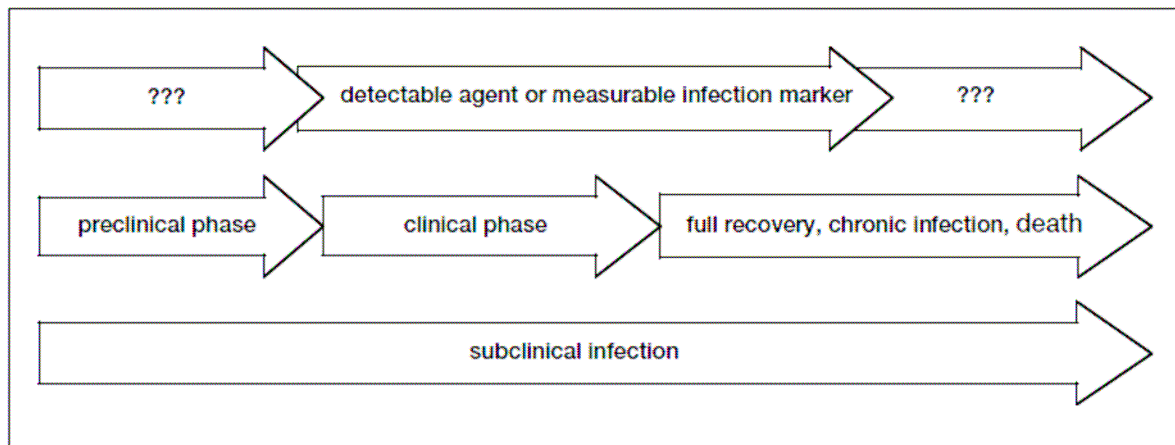 ??? detectable agent or measurable infection marker ???
preclinical phase clinical phase full recovery, chronic infection, death
subclinical infection